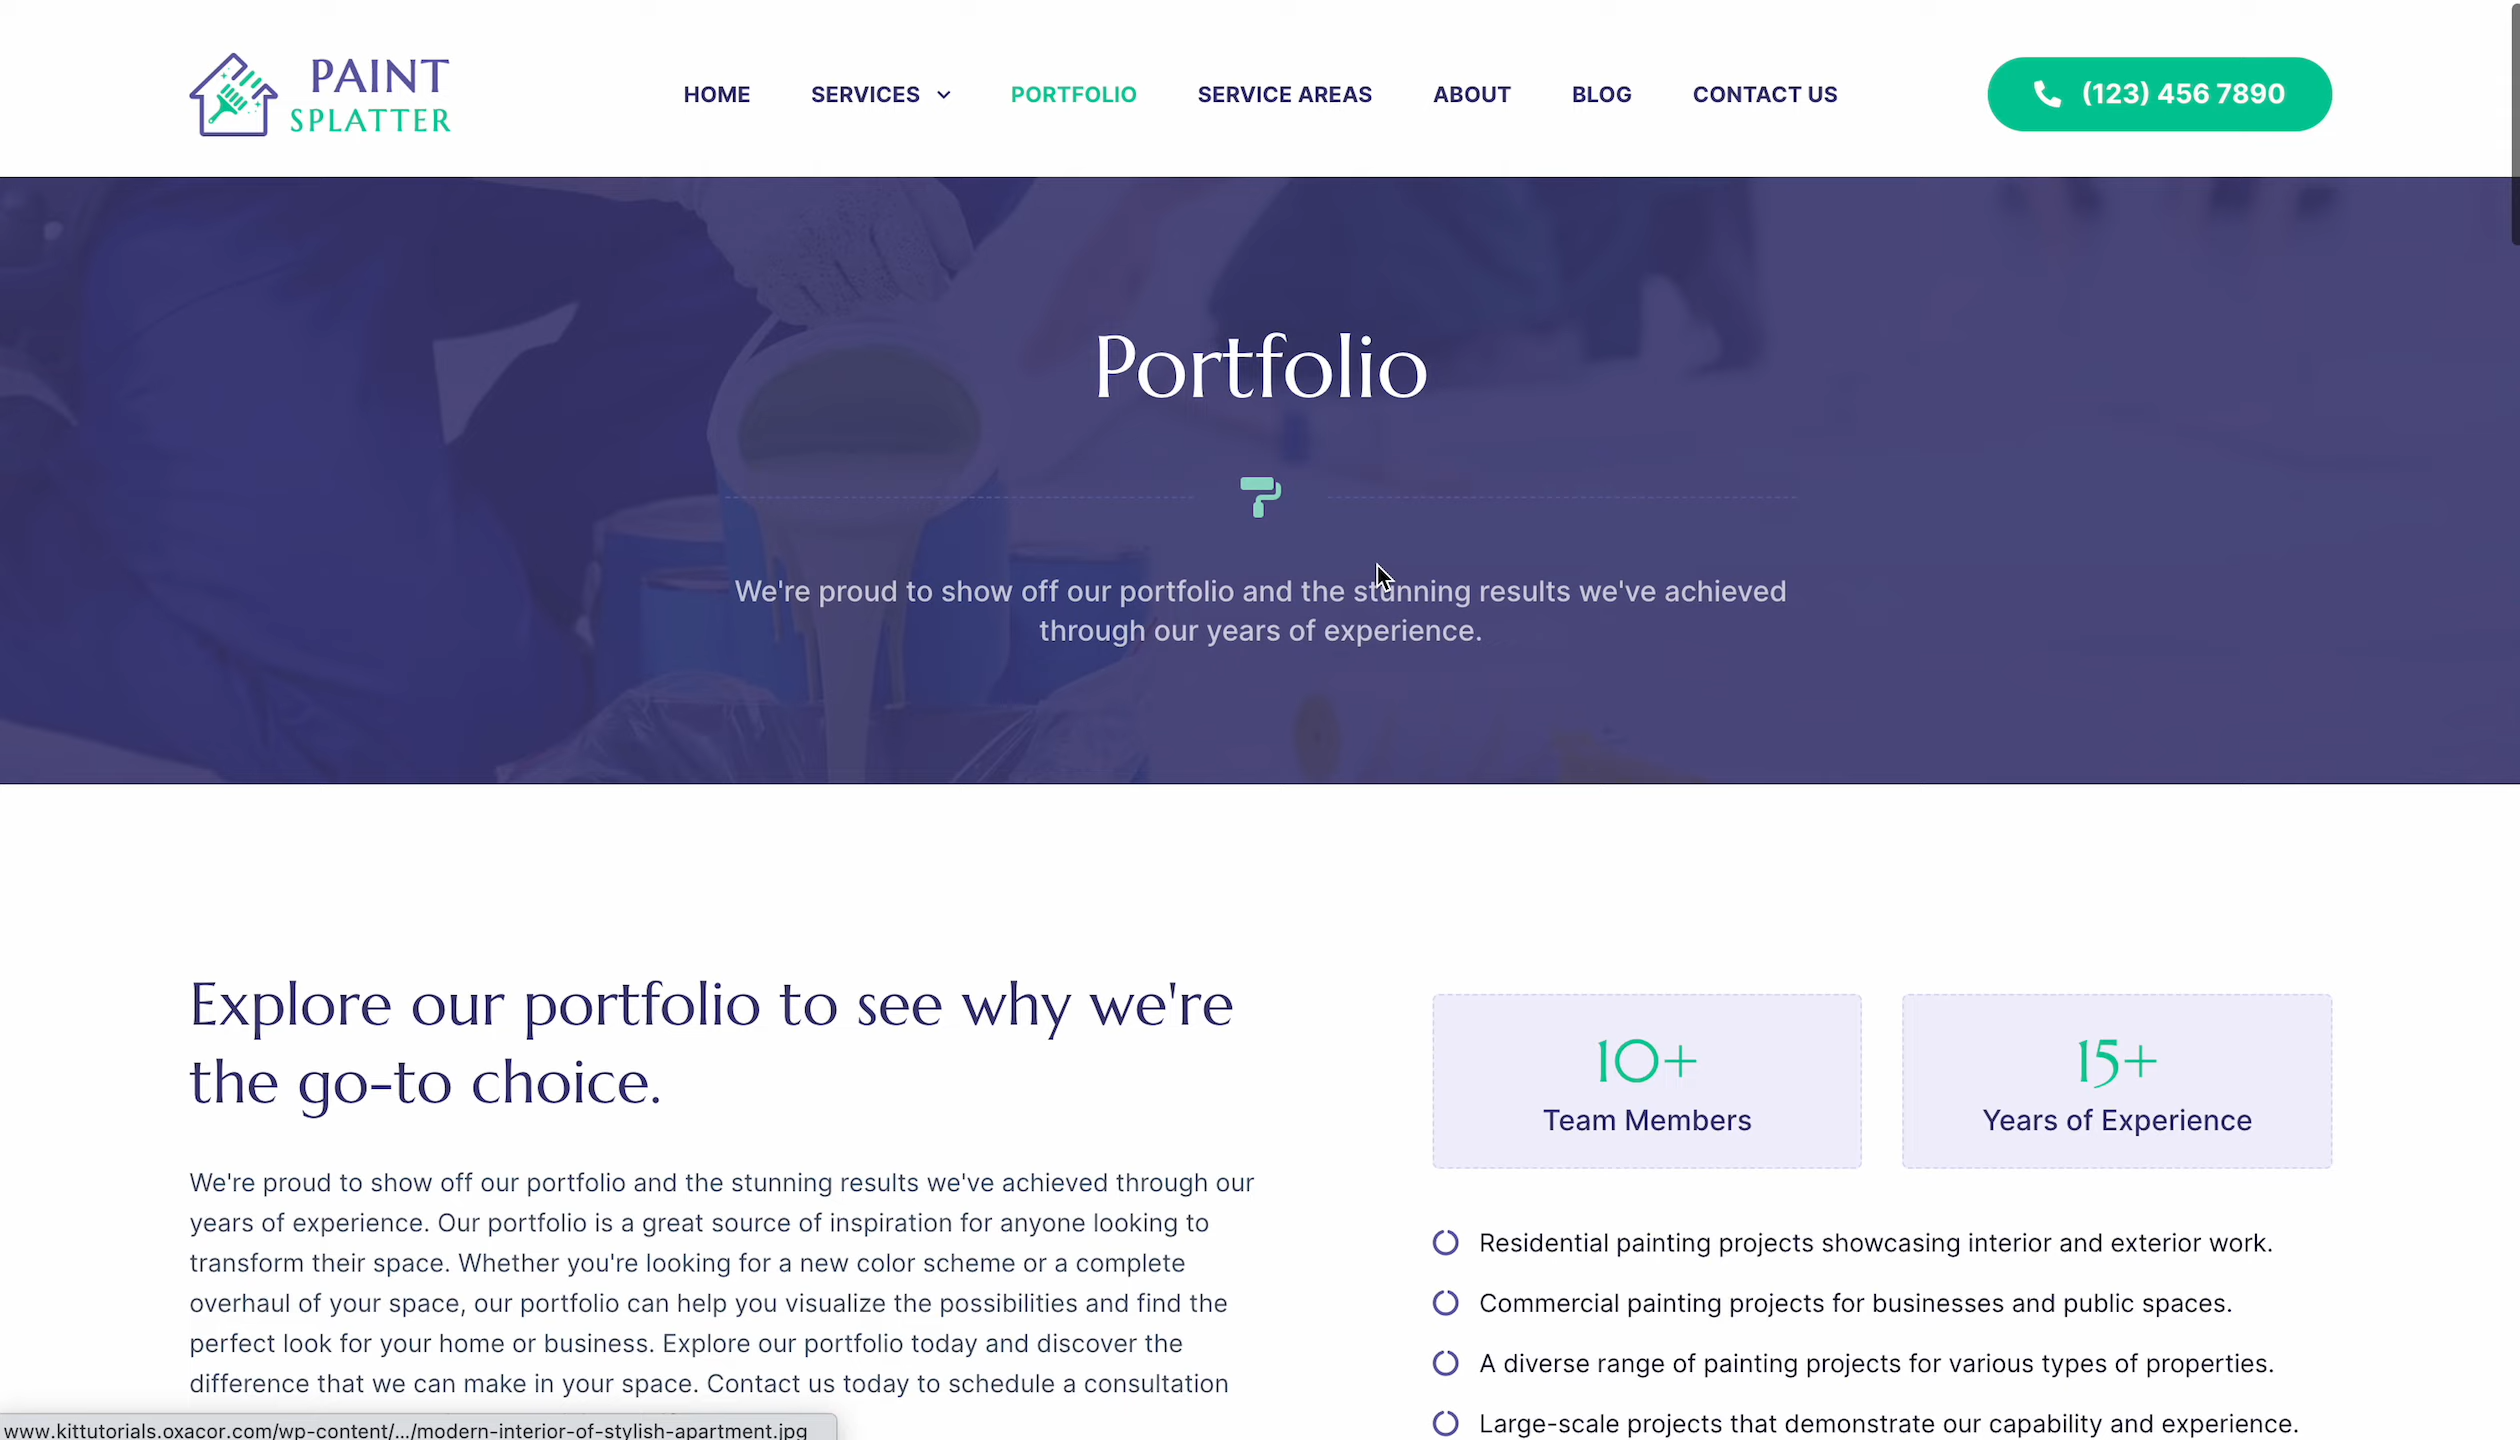 PAINT
SPLATTER
HOME
SERVICES
PORTFOLIO
SERVICE AREAS
ABOUT
BLOG
CONTACT US
(123) 456 7890
Portfolio
We're proud to show off our portfolio and the stunning results we've achieved
through our years of experience.
Explore our portfolio to see why we're
the go-to choice.
We're proud to show off our portfolio and the stunning results we've achieved through our
years of experience. Our portfolio is a great source of inspiration for anyone looking to
transform their space. Whether you're looking for a new color scheme or a complete
overhaul of your space, our portfolio can help you visualize the possibilities and find the
perfect look for your home or business. Explore our portfolio today and discover the
difference that we can make in your space. Contact us today to schedule a consultation
10+
Team Members
15+
Years of Experience
Residential painting projects showcasing interior and exterior work.
Commercial painting projects for businesses and public spaces.
A diverse range of painting projects for various types of properties.
Large-scale projects that demonstrate our capability and experience.
www.kittutorials.oxacor.com/wp-content/.../modern-interior-of-stylish-apartment.jpg